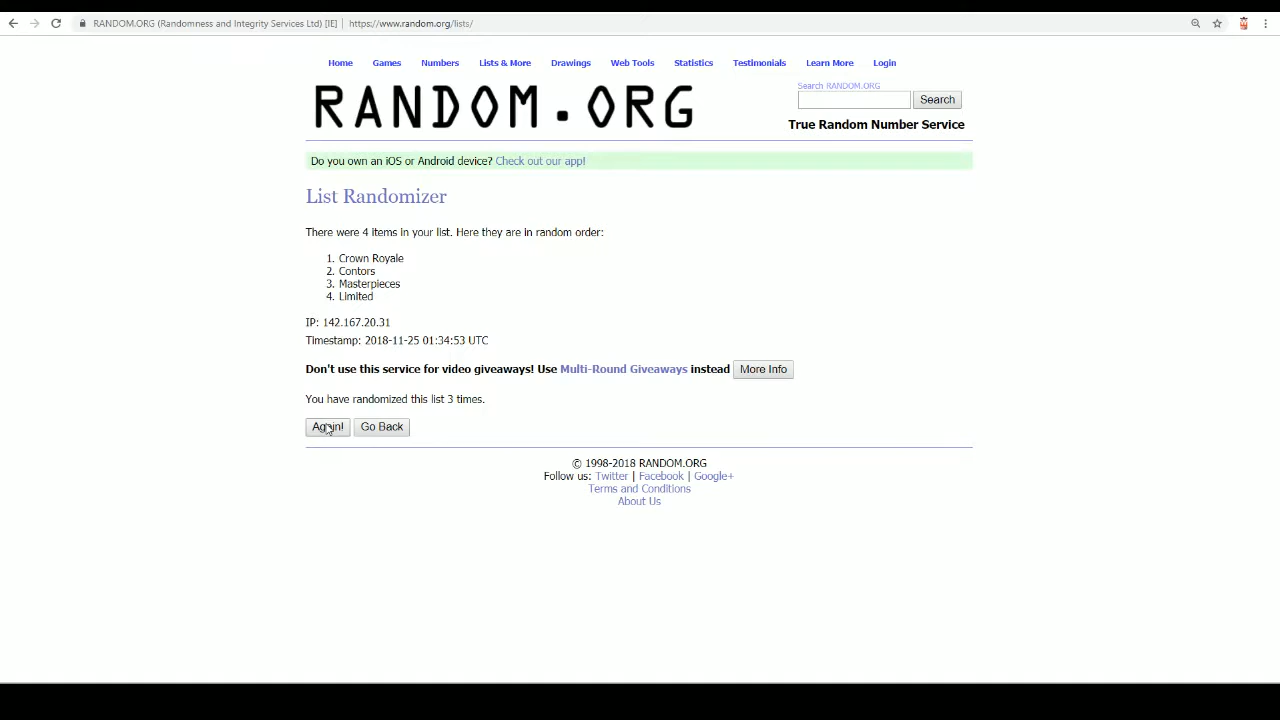 RANDOM.ORG (Randomness and Integrity Services Ltd) [IE] | https://www.random.org/lists/
Home Games Numbers Lists & More Drawings Web Tools Statistics Testimonials Learn More Login
RANDOM.ORG
Search RANDOM.ORG
Search
True Random Number Service
Do you own an iOS or Android device? Check out our app!
List Randomizer
There were 4 items in your list. Here they are in random order:
1. Crown Royale
2. Contors
3. Masterpieces
4. Limited
IP: 142.167.20.31
Timestamp: 2018-11-25 01:34:53 UTC
Don't use this service for video giveaways! Use Multi-Round Giveaways instead More Info
You have randomized this list 3 times.
Again! Go Back
© 1998-2018 RANDOM.ORG
Follow us: Twitter | Facebook | Google+
Terms and Conditions
About Us